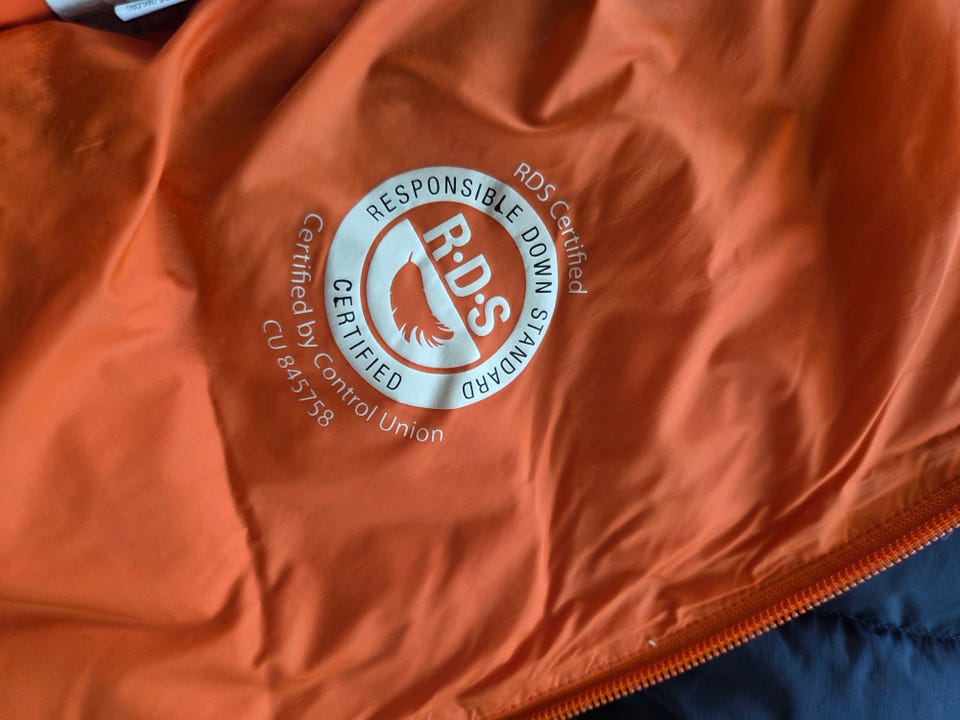 RDS Certified
RESPONSIBLE DOWN STANDARD
R·D·S
CERTIFIED
Certified by Control Union
CU 845758